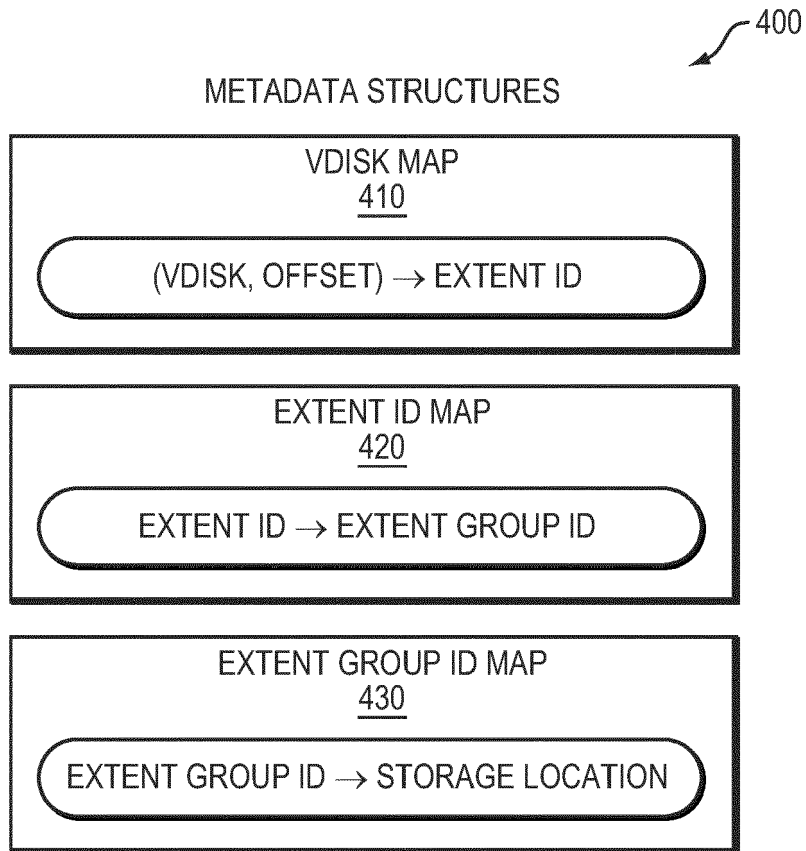 400
METADATA STRUCTURES
VDISK MAP
410
(VDISK, OFFSET) → EXTENT ID
EXTENT ID MAP
420
EXTENT ID → EXTENT GROUP ID
EXTENT GROUP ID MAP
430
EXTENT GROUP ID → STORAGE LOCATION